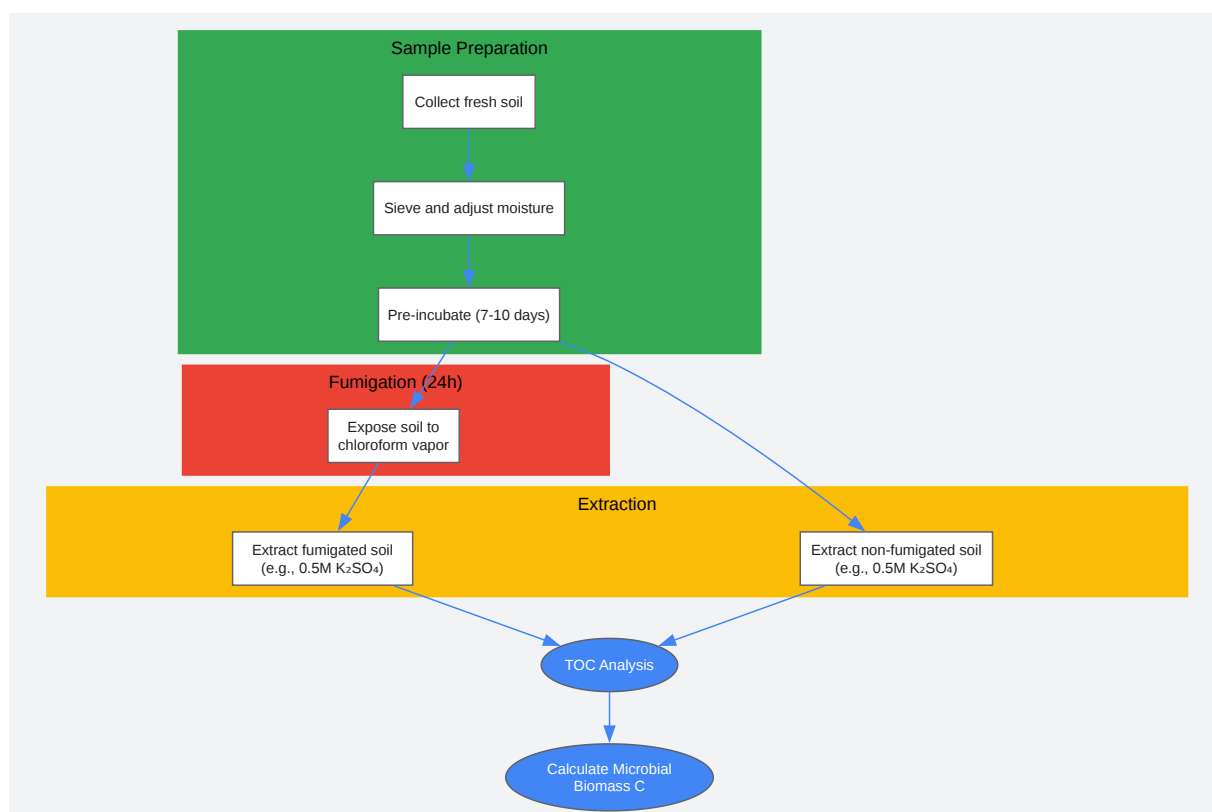 Sample Preparation
Collect fresh soil
Sieve and adjust moisture
Pre-incubate (7-10 days)
Fumigation (24h)
Expose soil to
chloroform vapor
Extraction
Extract fumigated soil
(e.g., 0.5M K₂SO₄)
Extract non-fumigated soil
(e.g., 0.5M K₂SO₄)
TOC Analysis
Calculate Microbial
Biomass C